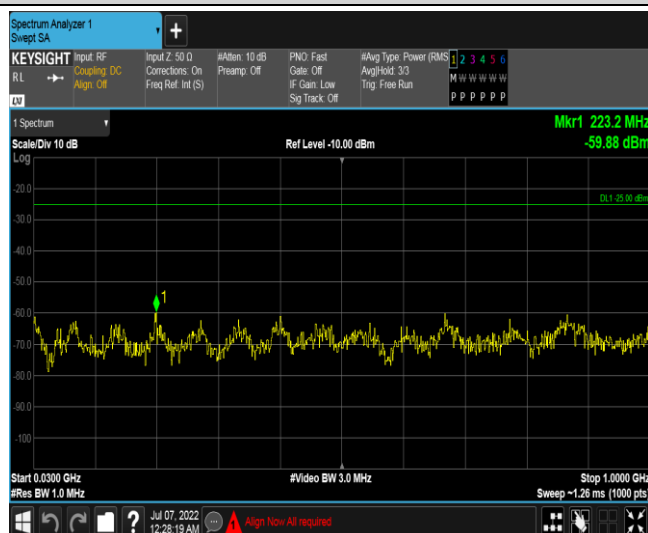 Spectrum Analyzer 1
Swept SA
+
KEYSIGHT
RL
LXI
Input: RF
Coupling: DC
Align: Off
Input Z: 50 Ω
Corrections: On
Freq Ref: Int (S)
#Atten: 10 dB
Preamp: Off
PNO: Fast
Gate: Off
IF Gain: Low
Sig Track: Off
#Avg Type: Power (RMS
Avg|Hold: 3/3
Trig: Free Run
1 2 3 4 5 6
M W W W W W
P P P P P P
1 Spectrum
Scale/Div 10 dB
Log
Ref Level -10.00 dBm
Mkr1 223.2 MHz
-59.88 dBm
DL1 -25.00 dBm
1
-20.0
-30.0
-40.0
-50.0
-60.0
-70.0
-80.0
-90.0
-100
Start 0.0300 GHz
#Res BW 1.0 MHz
#Video BW 3.0 MHz
Stop 1.0000 GHz
Sweep ~1.26 ms (1000 pts)
?
Jul 07, 2022
12:28:19 AM
Align Now All required